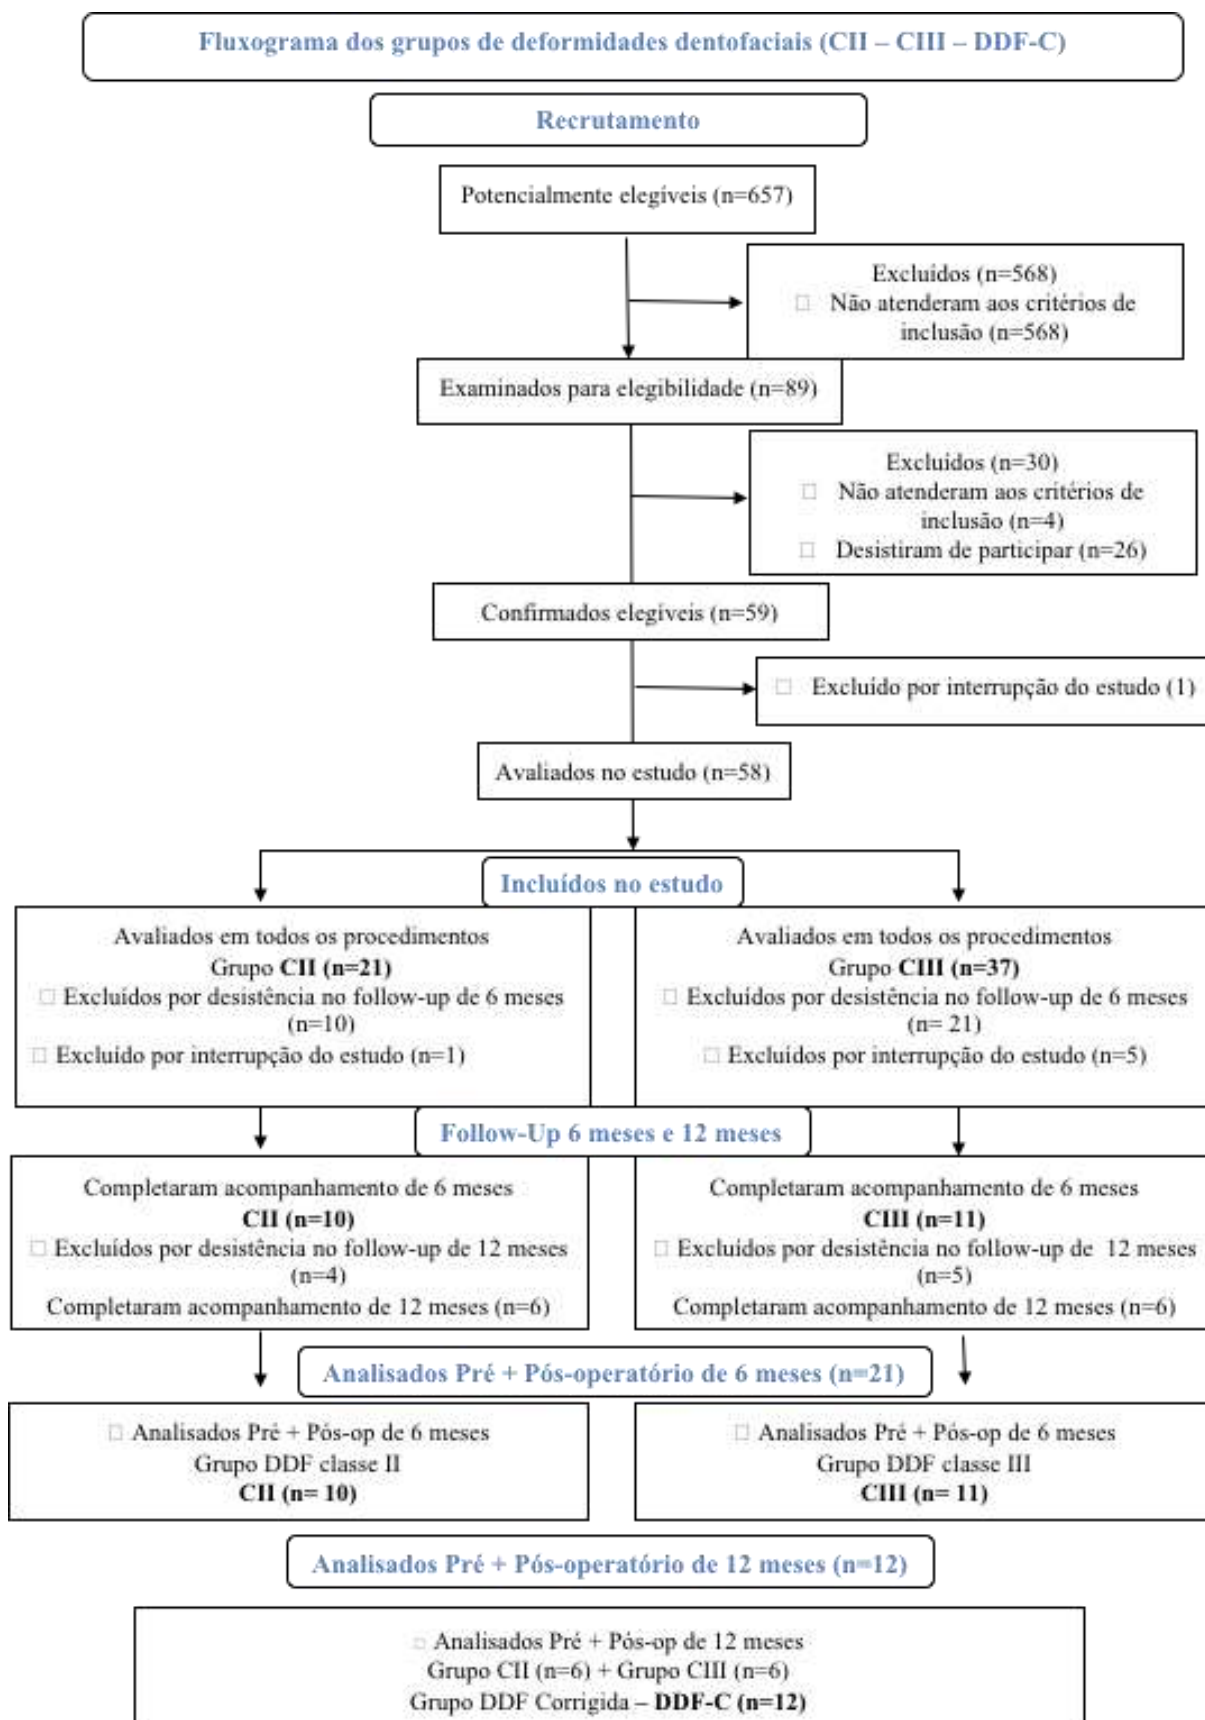 Fluxograma dos grupos de deformidades dentofaciais (CII – CIII – DDF-C)
Recrutamento
Potencialmente elegíveis (n=657)
Excluídos (n=568)
Não atenderam aos critérios de
inclusão (n=568)
Examinados para elegibilidade (n=89)
Excluídos (n=30)
Não atenderam aos critérios de
inclusão (n=4)
Desistiram de participar (n=26)
Confirmados elegíveis (n=59)
Excluído por interrupção do estudo (1)
Avaliados no estudo (n=58)
Incluídos no estudo
Avaliados em todos os procedimentos
Grupo CII (n=21)
Excluídos por desistência no follow-up de 6 meses
(n=10)
Excluído por interrupção do estudo (n=1)
Avaliados em todos os procedimentos
Grupo CIII (n=37)
Excluídos por desistência no follow-up de 6 meses
(n= 21)
Excluídos por interrupção do estudo (n=5)
Follow-Up 6 meses e 12 meses
Completaram acompanhamento de 6 meses
CII (n=10)
Excluídos por desistência no follow-up de 12 meses
(n=4)
Completaram acompanhamento de 12 meses (n=6)
Completaram acompanhamento de 6 meses
CIII (n=11)
Excluídos por desistência no follow-up de 12 meses
(n=5)
Completaram acompanhamento de 12 meses (n=6)
Analisados Pré + Pós-operatório de 6 meses (n=21)
Analisados Pré + Pós-op de 6 meses
Grupo DDF classe II
CII (n= 10)
Analisados Pré + Pós-op de 6 meses
Grupo DDF classe III
CIII (n= 11)
Analisados Pré + Pós-operatório de 12 meses (n=12)
Analisados Pré + Pós-op de 12 meses
Grupo CII (n=6) + Grupo CIII (n=6)
Grupo DDF Corrigida – DDF-C (n=12)